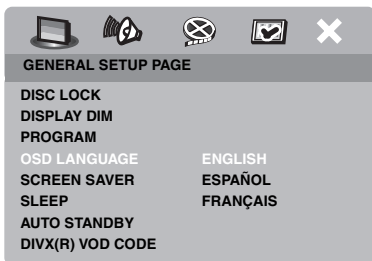 GENERAL SETUP PAGE
DISC LOCK
DISPLAY DIM
PROGRAM
OSD LANGUAGE ENGLISH
SCREEN SAVER ESPAÑOL
SLEEP FRANÇAIS
AUTO STANDBY
DIVX(R) VOD CODE